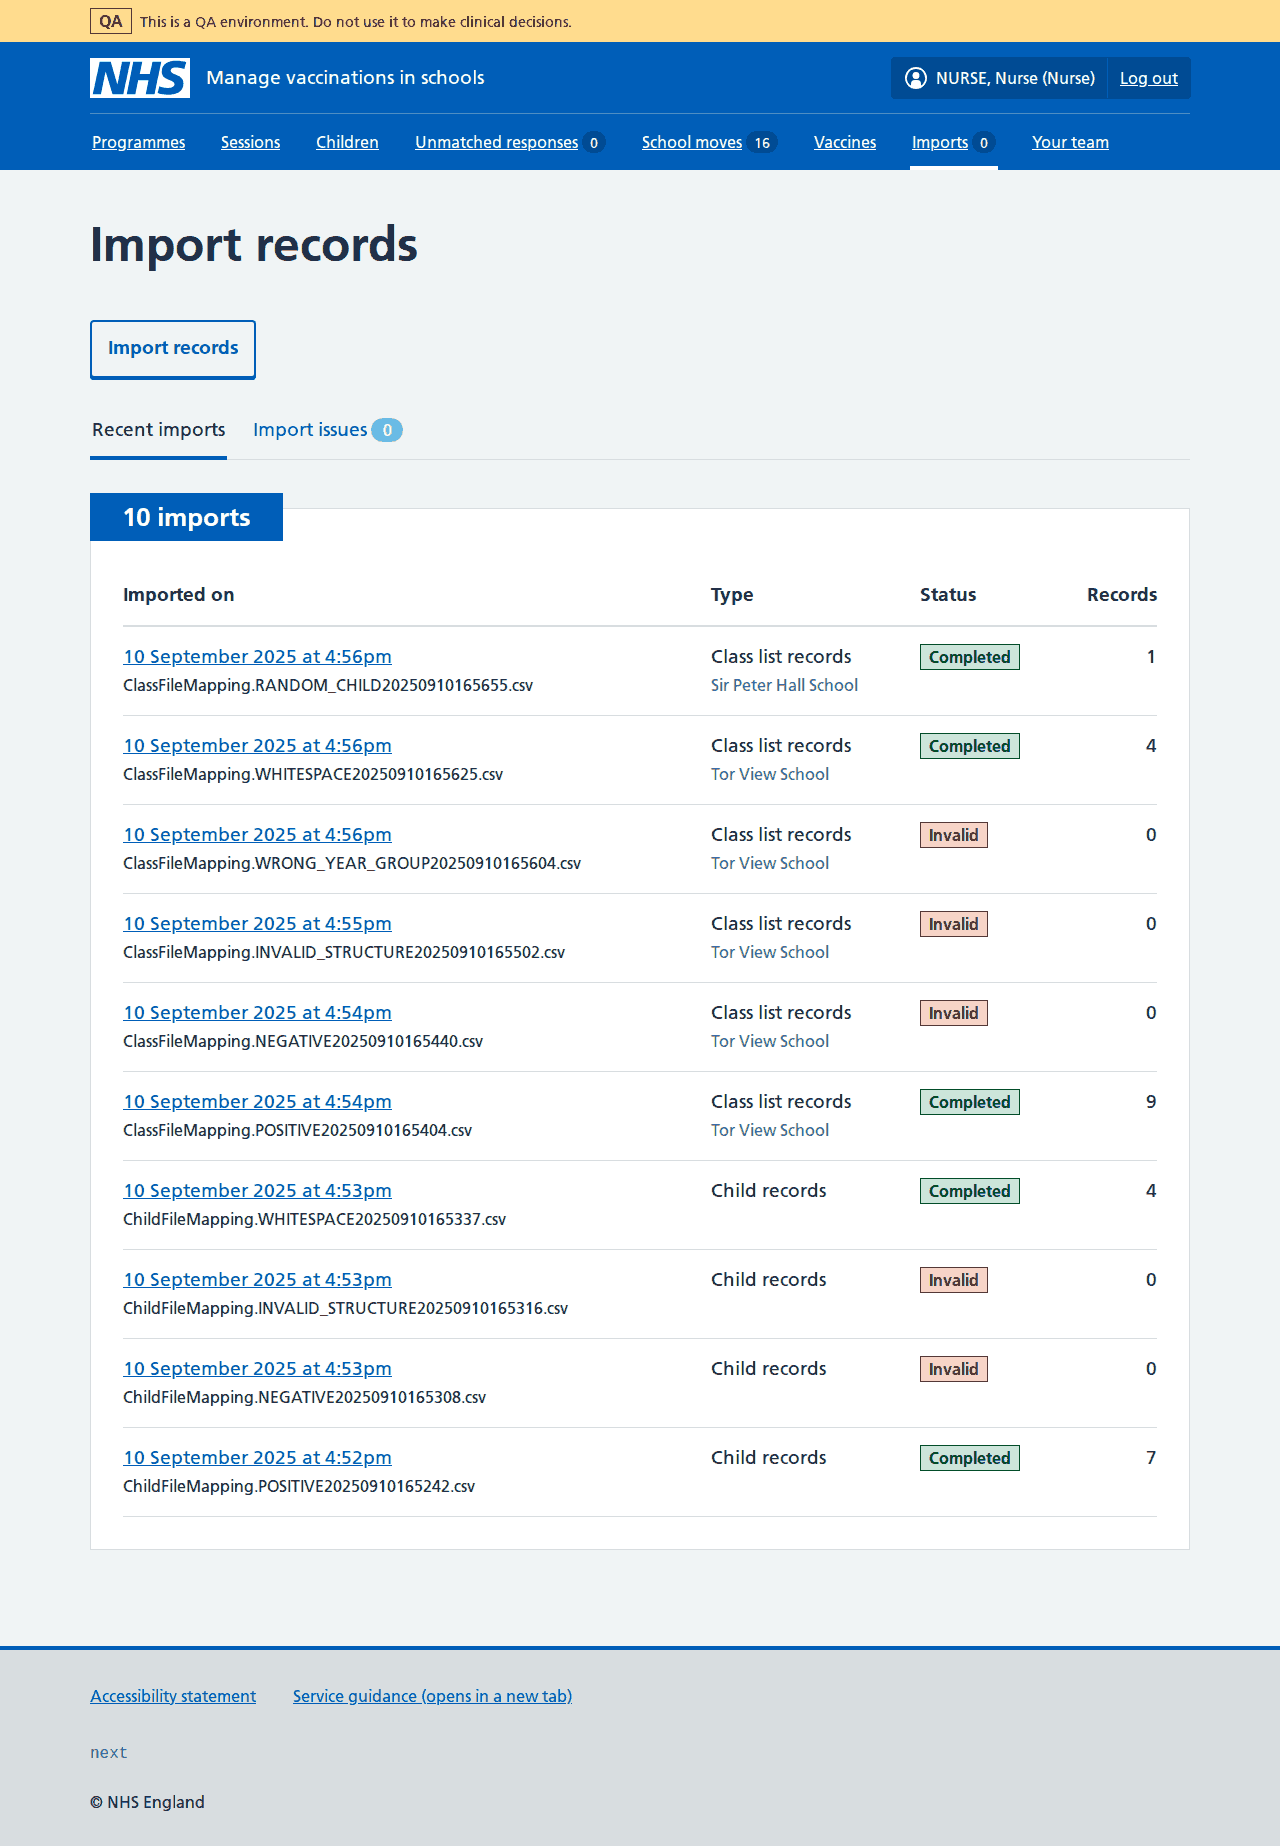 QA This is a QA environment. Do not use it to make clinical decisions.
NHS Manage vaccinations in schools NURSE, Nurse (Nurse) Log out
Programmes Sessions Children Unmatched responses 0 School moves 16 Vaccines Imports 0 Your team
Import records
Import records
Recent imports Import issues 0
10 imports
Imported on Type Status Records
10 September 2025 at 4:56pm Class list records Completed 1
ClassFileMapping.RANDOM_CHILD20250910165655.csv Sir Peter Hall School
10 September 2025 at 4:56pm Class list records Completed 4
ClassFileMapping.WHITESPACE20250910165625.csv Tor View School
10 September 2025 at 4:56pm Class list records Invalid 0
ClassFileMapping.WRONG_YEAR_GROUP20250910165604.csv Tor View School
10 September 2025 at 4:55pm Class list records Invalid 0
ClassFileMapping.INVALID_STRUCTURE20250910165502.csv Tor View School
10 September 2025 at 4:54pm Class list records Invalid 0
ClassFileMapping.NEGATIVE20250910165440.csv Tor View School
10 September 2025 at 4:54pm Class list records Completed 9
ClassFileMapping.POSITIVE20250910165404.csv Tor View School
10 September 2025 at 4:53pm Child records Completed 4
ChildFileMapping.WHITESPACE20250910165337.csv
10 September 2025 at 4:53pm Child records Invalid 0
ChildFileMapping.INVALID_STRUCTURE20250910165316.csv
10 September 2025 at 4:53pm Child records Invalid 0
ChildFileMapping.NEGATIVE20250910165308.csv
10 September 2025 at 4:52pm Child records Completed 7
ChildFileMapping.POSITIVE20250910165242.csv
Accessibility statement Service guidance (opens in a new tab)
next
© NHS England